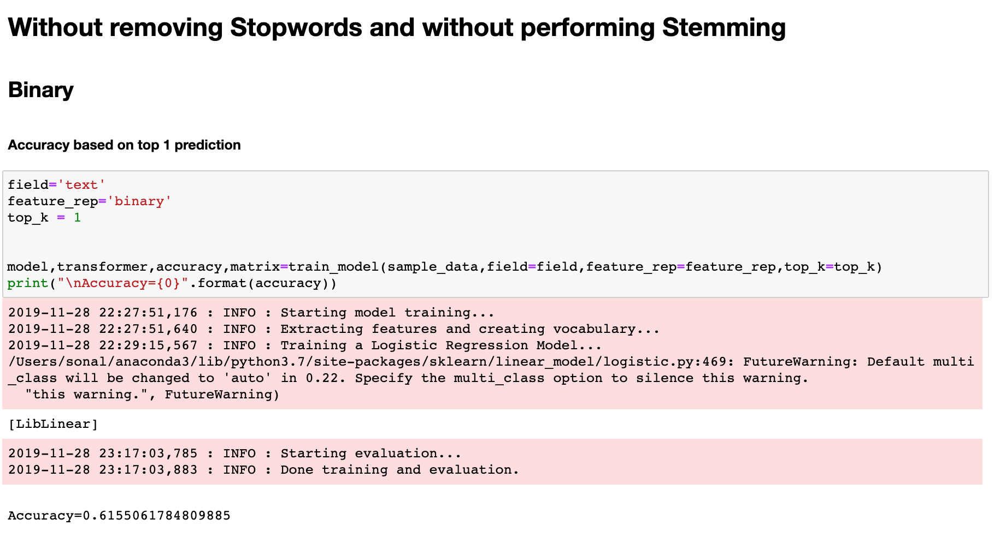 Without removing Stopwords and without performing Stemming
Binary
Accuracy based on top 1 prediction
field='text'
feature_rep='binary'
top_k = 1
model,transformer,accuracy,matrix=train_model(sample_data,field=field,feature_rep=feature_rep,top_k=top_k)
print("\nAccuracy={0}".format(accuracy))
2019-11-28 22:27:51,176 : INFO : Starting model training...
2019-11-28 22:27:51,640 : INFO : Extracting features and creating vocabulary...
2019-11-28 22:29:15,567 : INFO : Training a Logistic Regression Model...
/Users/sonal/anaconda3/lib/python3.7/site-packages/sklearn/linear_model/logistic.py:469: FutureWarning: Default multi
_class will be changed to 'auto' in 0.22. Specify the multi_class option to silence this warning.
  "this warning.", FutureWarning)
[LibLinear]
2019-11-28 23:17:03,785 : INFO : Starting evaluation...
2019-11-28 23:17:03,883 : INFO : Done training and evaluation.
Accuracy=0.6155061784809885